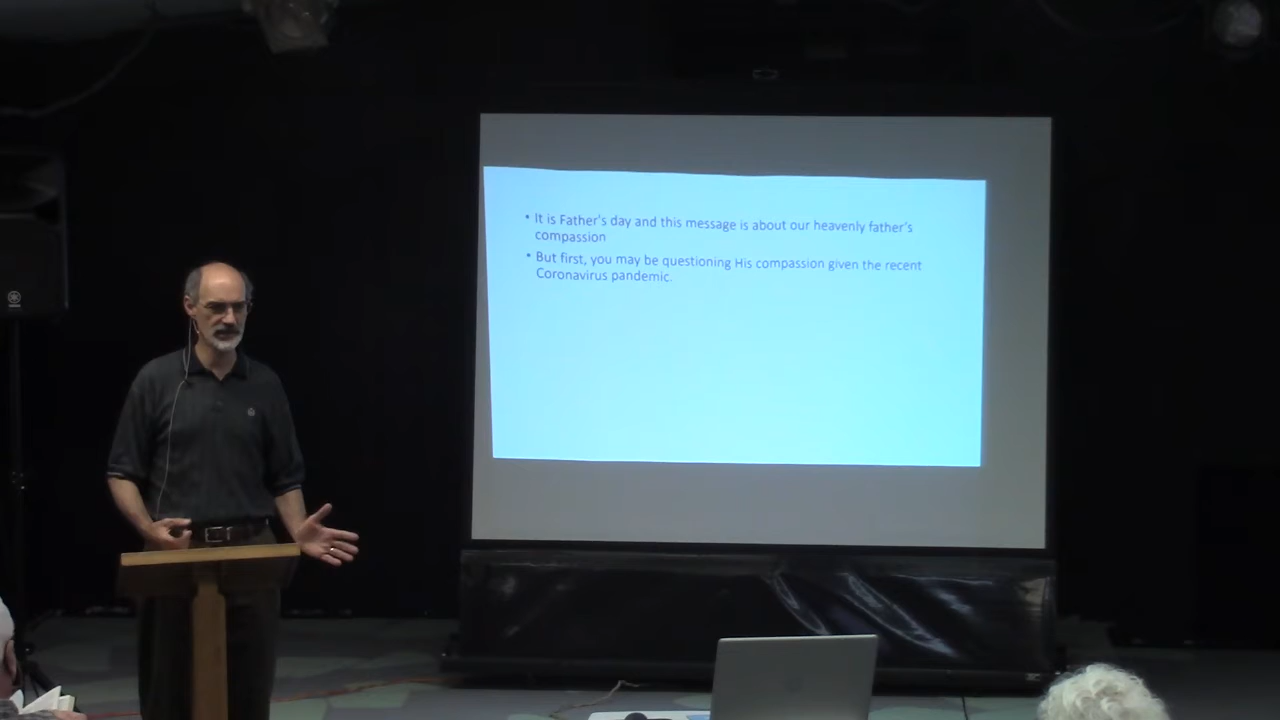 • It is Father's day and this message is about our heavenly father's
compassion
• But first, you may be questioning His compassion given the recent
Coronavirus pandemic.